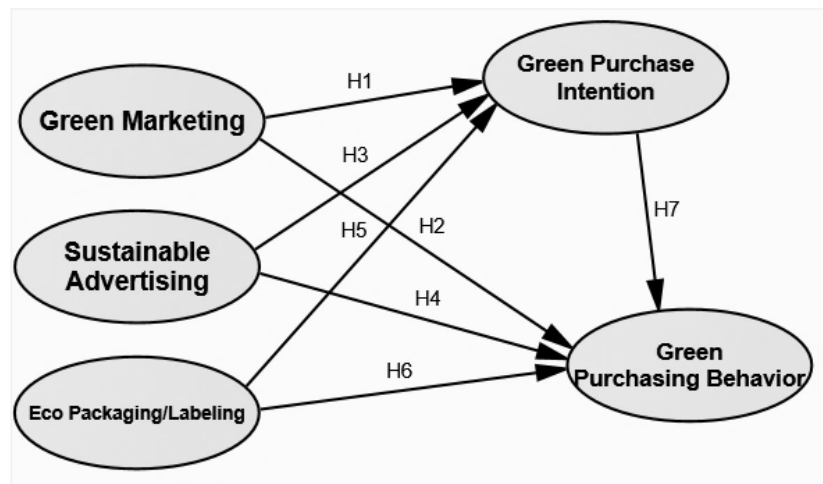 Green Purchase
Intention
H1
Green Marketing
H3
H5
H2
H7
Sustainable
Advertising
H4
Green
Purchasing Behavior
H6
Eco Packaging/Labeling